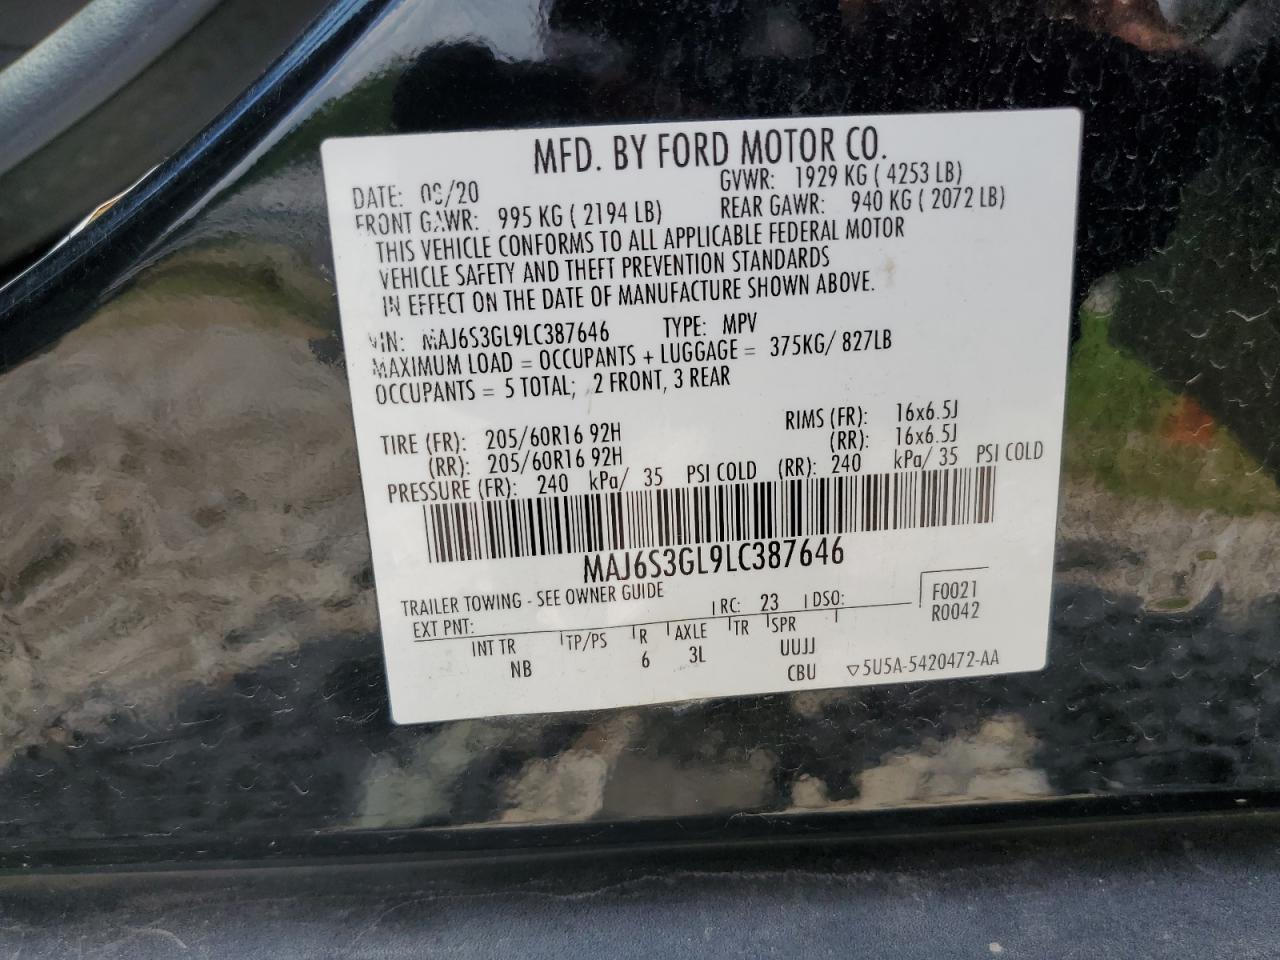 MFD. BY FORD MOTOR CO.
DATE: /20 GVWR: 1929 KG ( 4253 LB)
FRONT GAWR: 995 KG ( 2194 LB) REAR GAWR: 940 KG ( 2072 LB)
THIS VEHICLE CONFORMS TO ALL APPLICABLE FEDERAL MOTOR
VEHICLE SAFETY AND THEFT PREVENTION STANDARDS
IN EFFECT ON THE DATE OF MANUFACTURE SHOWN ABOVE.
VIN: MAJ6S3GL9LC387646 TYPE: MPV
MAXIMUM LOAD = OCCUPANTS + LUGGAGE = 375KG/ 827LB
OCCUPANTS = 5 TOTAL; 2 FRONT, 3 REAR
TIRE (FR): 205/60R16 92H RIMS (FR): 16x6.5J
(RR): 205/60R16 92H (RR): 16x6.5J
PRESSURE (FR): 240 kPa/ 35 PSI COLD (RR): 240 kPa/ 35 PSI COLD
MAJ6S3GL9LC387646
TRAILER TOWING - SEE OWNER GUIDE
EXT PNT: RC: 23 DSO: F0021
R0042
INT TR TP/PS R AXLE TR SPR
NB 6 3L UUJJ
CBU ▽5U5A-5420472-AA